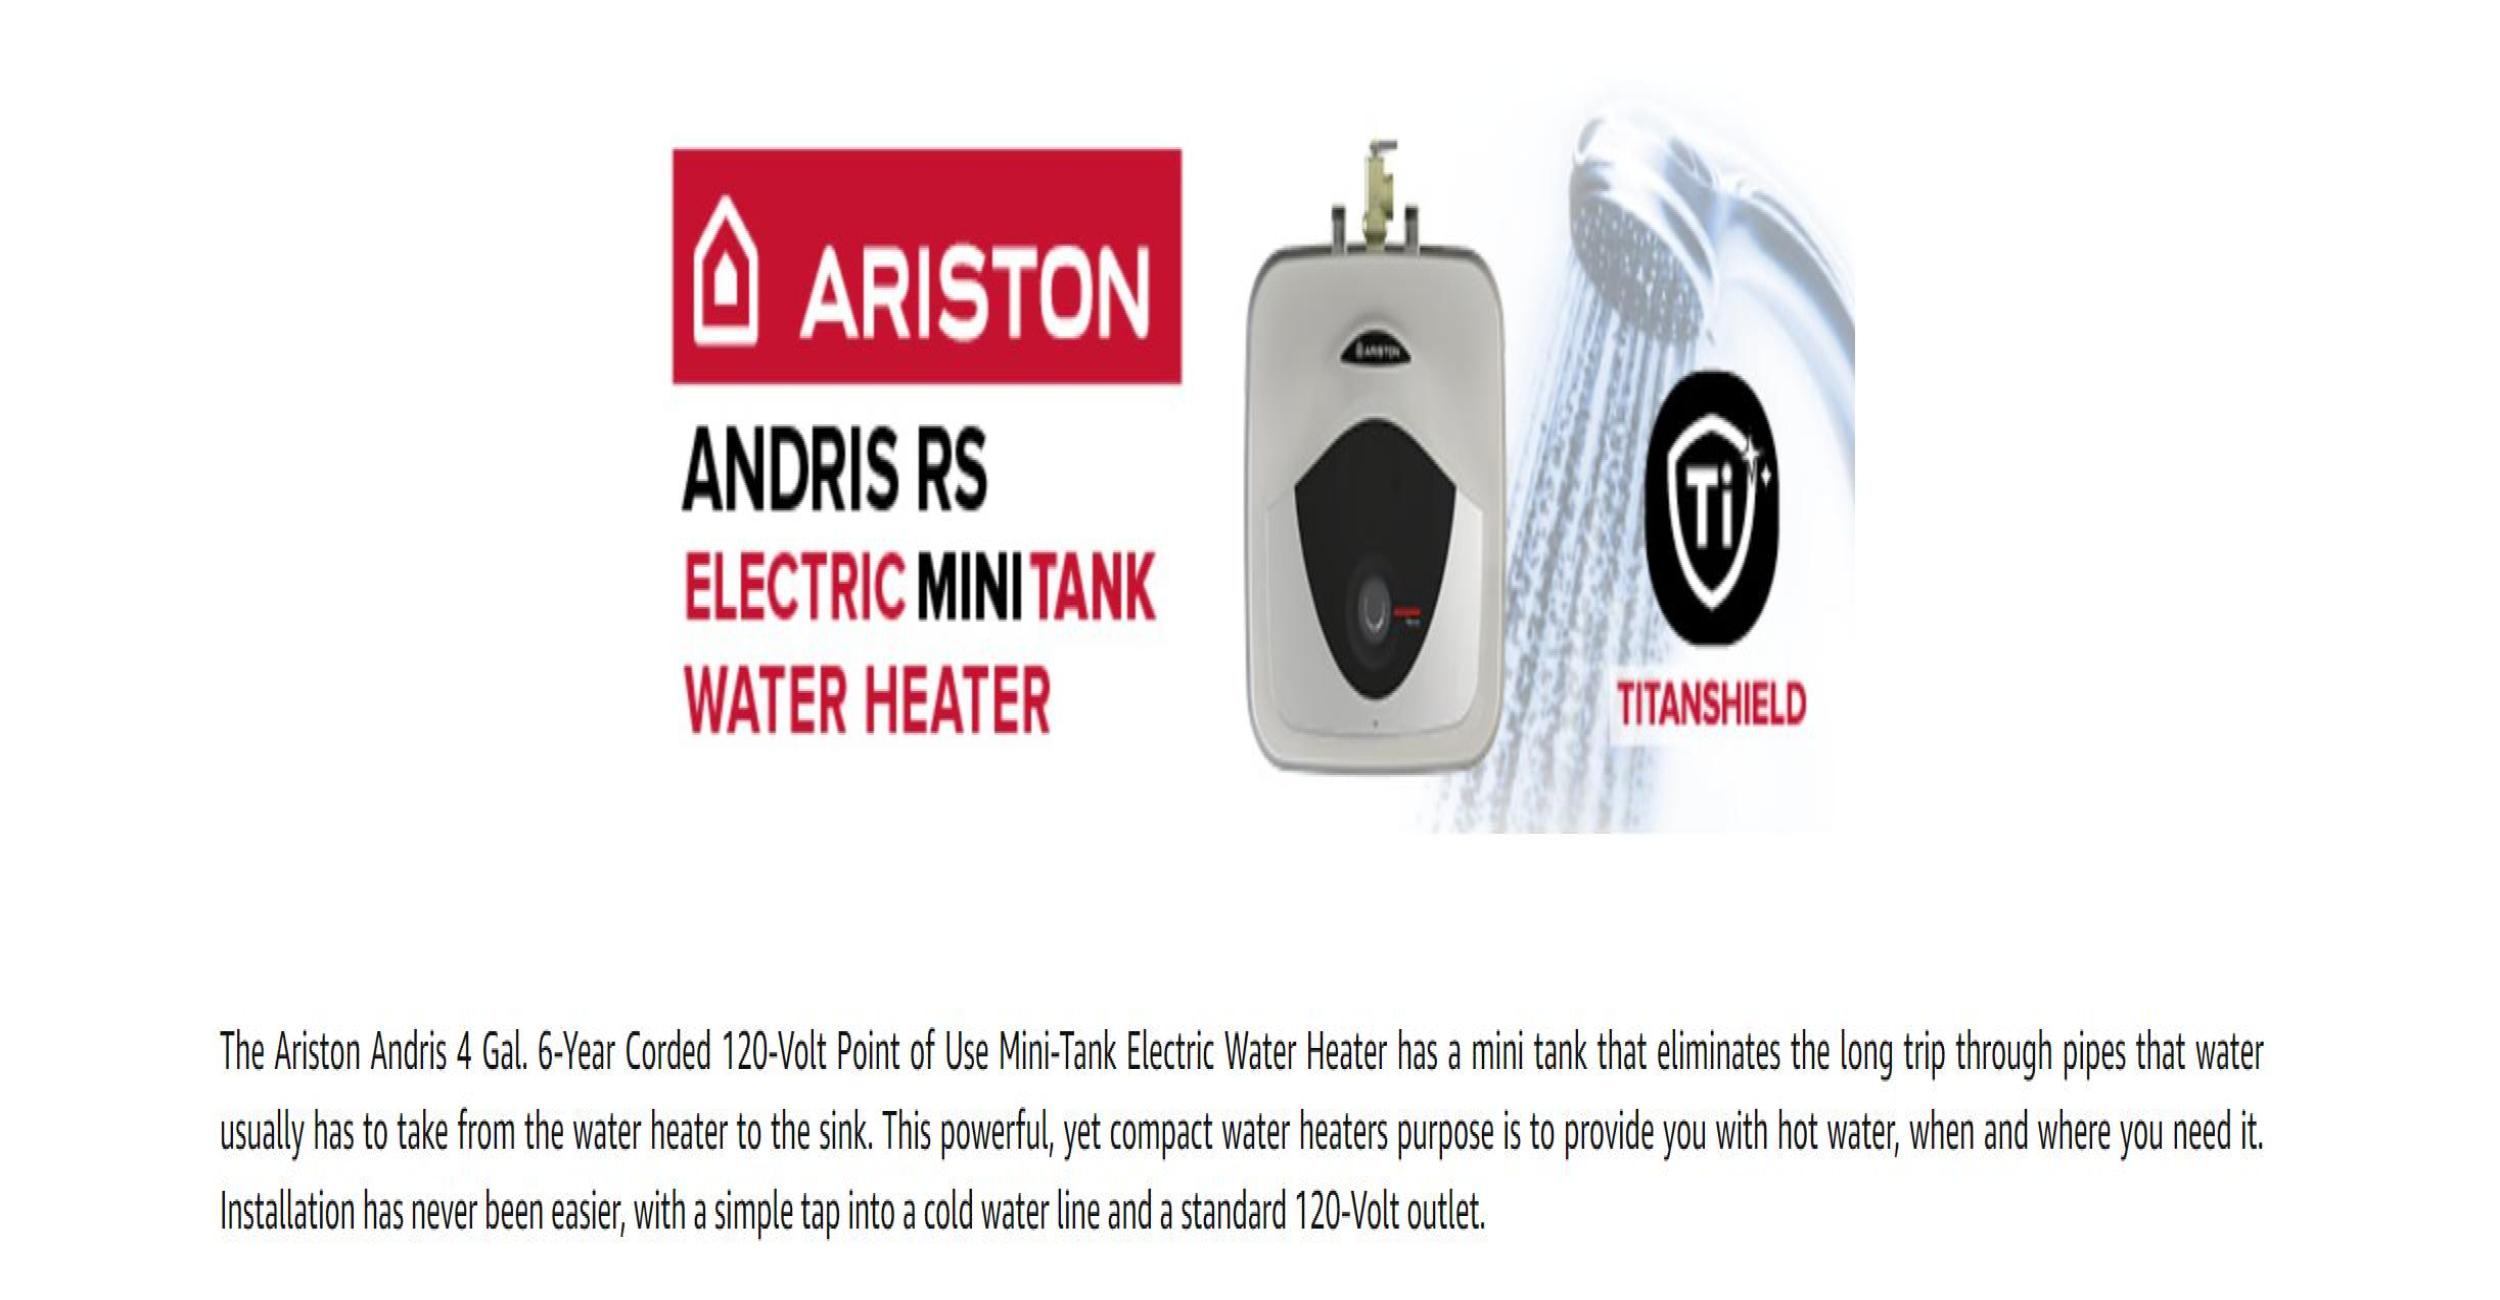 ARISTON
ANDRIS RS
ELECTRIC MINI TANK
WATER HEATER
ARISTON
Ti
TITANSHIELD
The Ariston Andris 4 Gal. 6-Year Corded 120-Volt Point of Use Mini-Tank Electric Water Heater has a mini tank that eliminates the long trip through pipes that water
usually has to take from the water heater to the sink. This powerful, yet compact water heaters purpose is to provide you with hot water, when and where you need it.
Installation has never been easier, with a simple tap into a cold water line and a standard 120-Volt outlet.